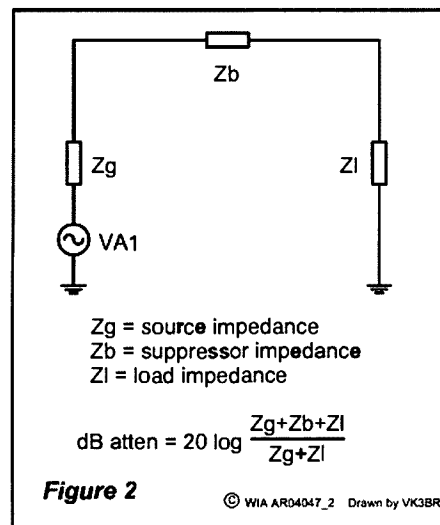 Zb
Zg
Zl
VA1
Zg = source impedance
Zb = suppressor impedance
Zl = load impedance
dB atten = 20 log Zg+Zb+Zl
Zg+Zl
Figure 2
© WIA AR04047_2 Drawn by VK3BR